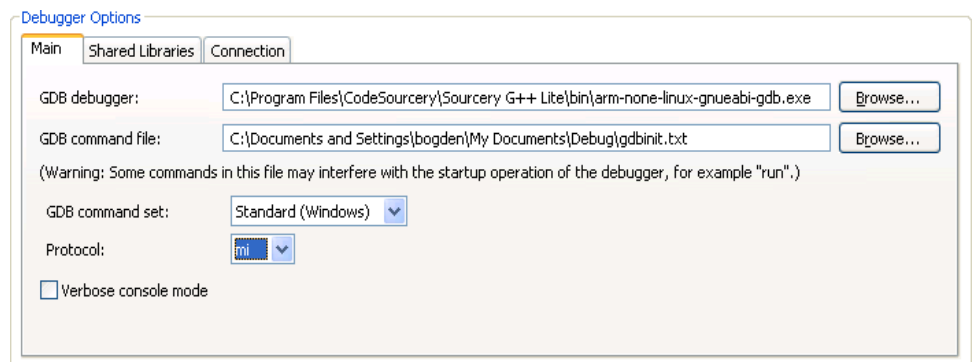 Debugger Options
Main Shared Libraries Connection
GDB debugger: C:\Program Files\CodeSourcery\Sourcery G++ Lite\bin\arm-none-linux-gnueabi-gdb.exe Browse...
GDB command file: C:\Documents and Settings\bogden\My Documents\Debug\gdbinit.txt Browse...
(Warning: Some commands in this file may interfere with the startup operation of the debugger, for example "run".)
GDB command set: Standard (Windows)
Protocol: mi
Verbose console mode